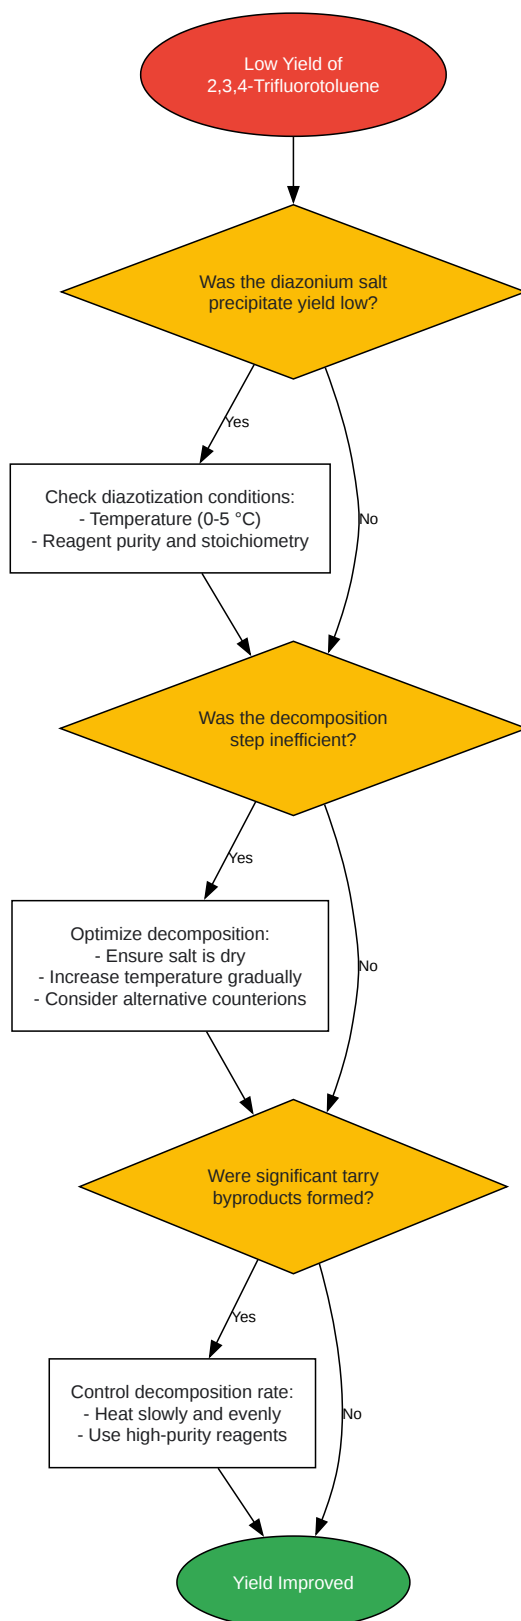 Low Yield of
2,3,4-Trifluorotoluene
Was the diazonium salt
precipitate yield low?
Yes
No
Check diazotization conditions:
- Temperature (0-5 °C)
- Reagent purity and stoichiometry
Was the decomposition
step inefficient?
Yes
No
Optimize decomposition:
- Ensure salt is dry
- Increase temperature gradually
- Consider alternative counterions
Were significant tarry
byproducts formed?
Yes
No
Control decomposition rate:
- Heat slowly and evenly
- Use high-purity reagents
Yield Improved